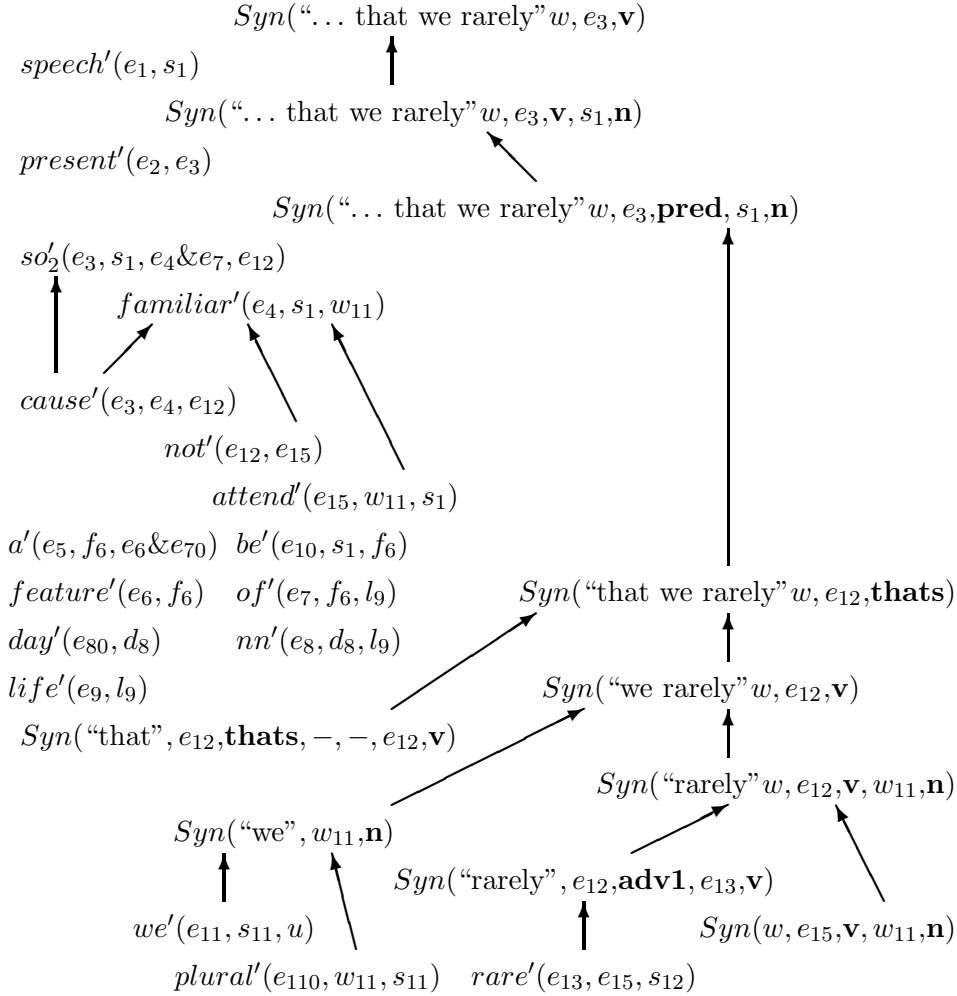 Syn(“… that we rarely”w, e₃,v)
speech′(e₁, s₁)
Syn(“… that we rarely”w, e₃,v, s₁,n)
present′(e₂, e₃)
Syn(“… that we rarely”w, e₃,pred, s₁,n)
so′₂(e₃, s₁, e₄&e₇, e₁₂)
familiar′(e₄, s₁, w₁₁)
cause′(e₃, e₄, e₁₂)
not′(e₁₂, e₁₅)
attend′(e₁₅, w₁₁, s₁)
a′(e₅, f₆, e₆&e₇₀) be′(e₁₀, s₁, f₆)
feature′(e₆, f₆) of′(e₇, f₆, l₉) Syn(“that we rarely”w, e₁₂,thats)
day′(e₈₀, d₈) nn′(e₈, d₈, l₉)
life′(e₉, l₉) Syn(“we rarely”w, e₁₂,v)
Syn(“that”, e₁₂,thats, −, −, e₁₂,v)
Syn(“rarely”w, e₁₂,v, w₁₁,n)
Syn(“we”, w₁₁,n)
Syn(“rarely”, e₁₂,adv1, e₁₃,v)
we′(e₁₁, s₁₁, u) Syn(w, e₁₅,v, w₁₁,n)
plural′(e₁₁₀, w₁₁, s₁₁) rare′(e₁₃, e₁₅, s₁₂)